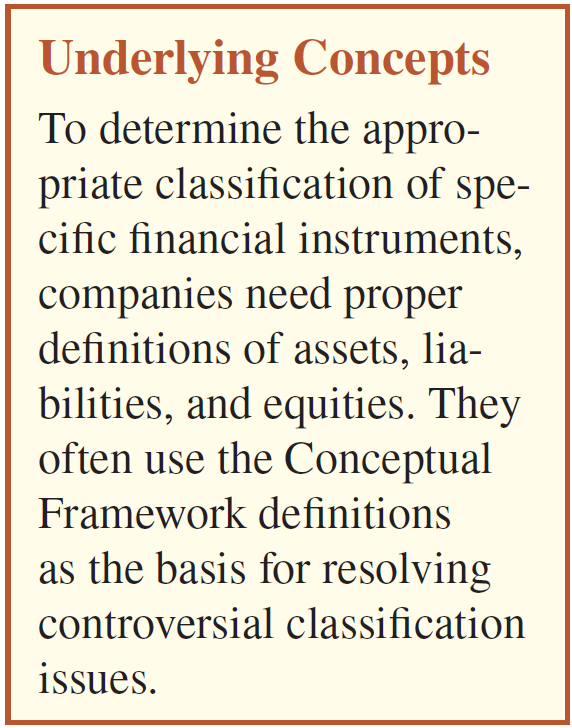 Underlying Concepts
To determine the appro-
priate classification of spe-
cific financial instruments,
companies need proper
definitions of assets, lia-
bilities, and equities. They
often use the Conceptual
Framework definitions
as the basis for resolving
controversial classification
issues.